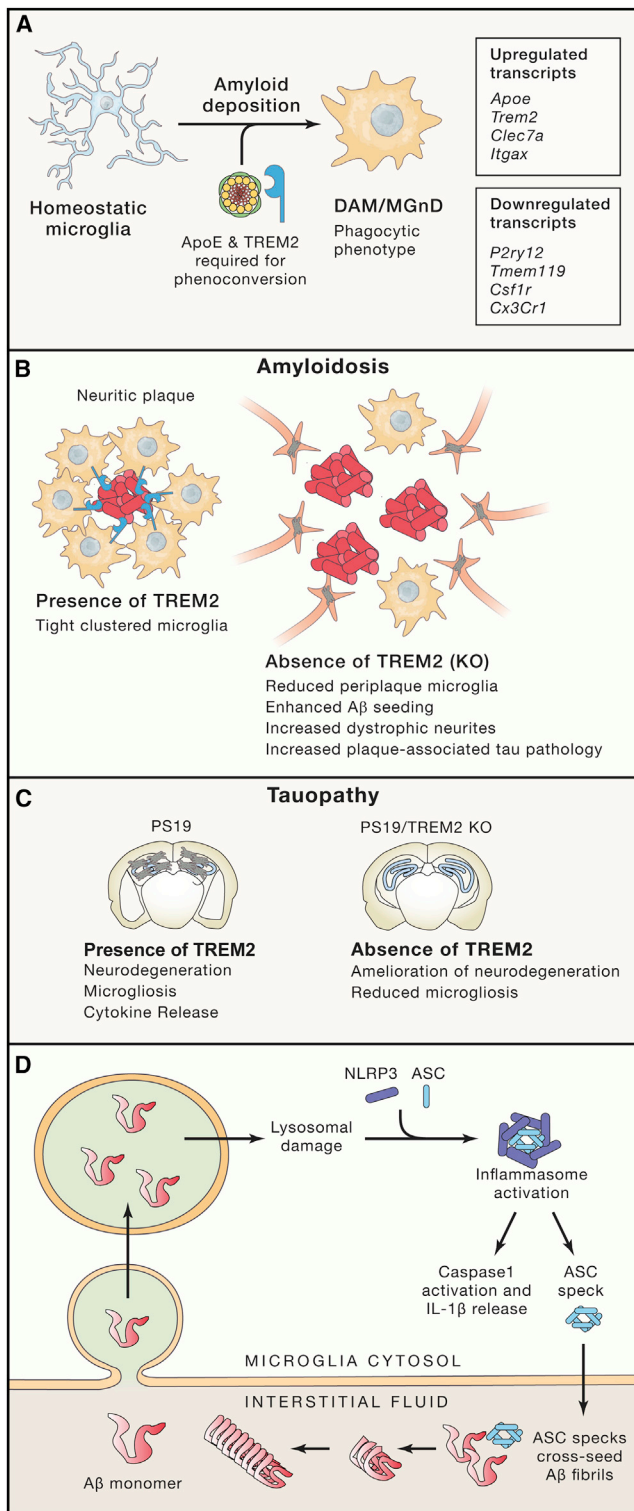 A
Amyloid
deposition
Homeostatic
microglia
ApoE & TREM2
required for
phenoconversion
DAM/MGnD
Phagocytic
phenotype
Upregulated
transcripts
Apoe
Trem2
Clec7a
Itgax
Downregulated
transcripts
P2ry12
Tmem119
Csf1r
Cx3Cr1
B
Amyloidosis
Neuritic plaque
Presence of TREM2
Tight clustered microglia
Absence of TREM2 (KO)
Reduced periplaque microglia
Enhanced Aβ seeding
Increased dystrophic neurites
Increased plaque-associated tau pathology
C
Tauopathy
PS19
Presence of TREM2
Neurodegeneration
Microgliosis
Cytokine Release
PS19/TREM2 KO
Absence of TREM2
Amelioration of neurodegeneration
Reduced microgliosis
D
NLRP3
ASC
Lysosomal
damage
Inflammasome
activation
Caspase1
activation and
IL-1β release
ASC
speck
MICROGLIA CYTOSOL
INTERSTITIAL FLUID
Aβ monomer
ASC specks
cross-seed
Aβ fibrils